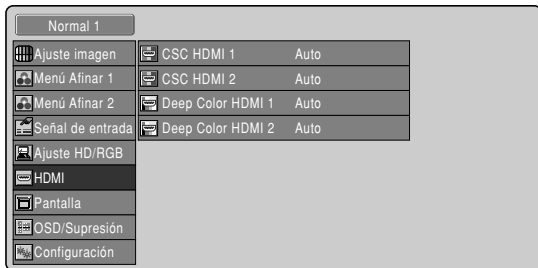 Normal 1
Ajuste imagen
CSC HDMI 1 Auto
Menú Afinar 1
CSC HDMI 2 Auto
Menú Afinar 2
Deep Color HDMI 1 Auto
Señal de entrada
Deep Color HDMI 2 Auto
Ajuste HD/RGB
HDMI
Pantalla
OSD/Supresión
Configuración